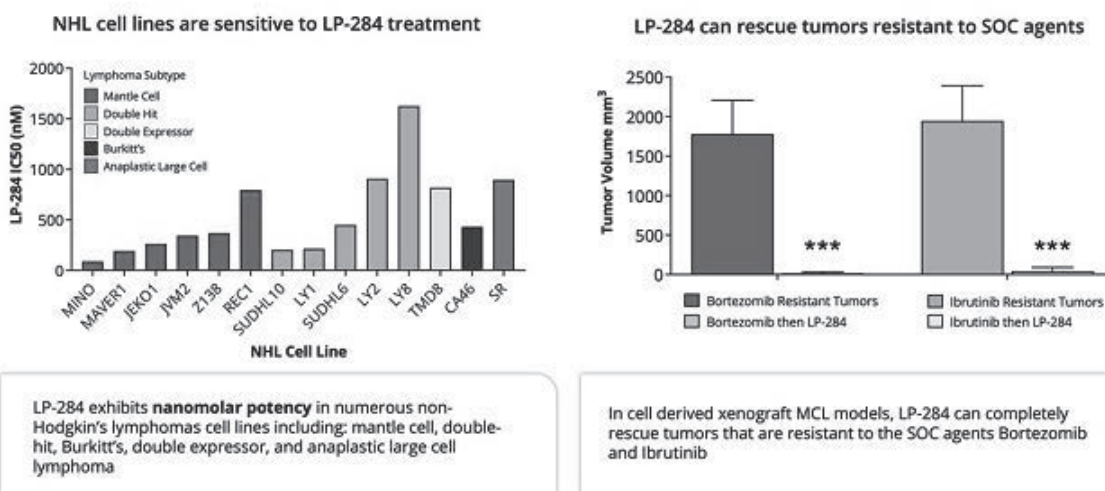 NHL cell lines are sensitive to LP-284 treatment
LP-284 IC50 (nM)
2000
1500
1000
500
0
Lymphoma Subtype
Mantle Cell
Double Hit
Double Expressor
Burkitt's
Anaplastic Large Cell
MINO
MAVER1
JEKO1
JVM2
Z138
REC1
SUDHL10
LY1
SUDHL6
LY2
LY8
TMD8
CA46
SR
NHL Cell Line
LP-284 exhibits nanomolar potency in numerous non-
Hodgkin's lymphomas cell lines including: mantle cell, double-
hit, Burkitt's, double expressor, and anaplastic large cell
lymphoma
LP-284 can rescue tumors resistant to SOC agents
Tumor Volume mm³
2500
2000
1500
1000
500
0
***
***
Bortezomib Resistant Tumors
Bortezomib then LP-284
Ibrutinib Resistant Tumors
Ibrutinib then LP-284
In cell derived xenograft MCL models, LP-284 can completely
rescue tumors that are resistant to the SOC agents Bortezomib
and Ibrutinib